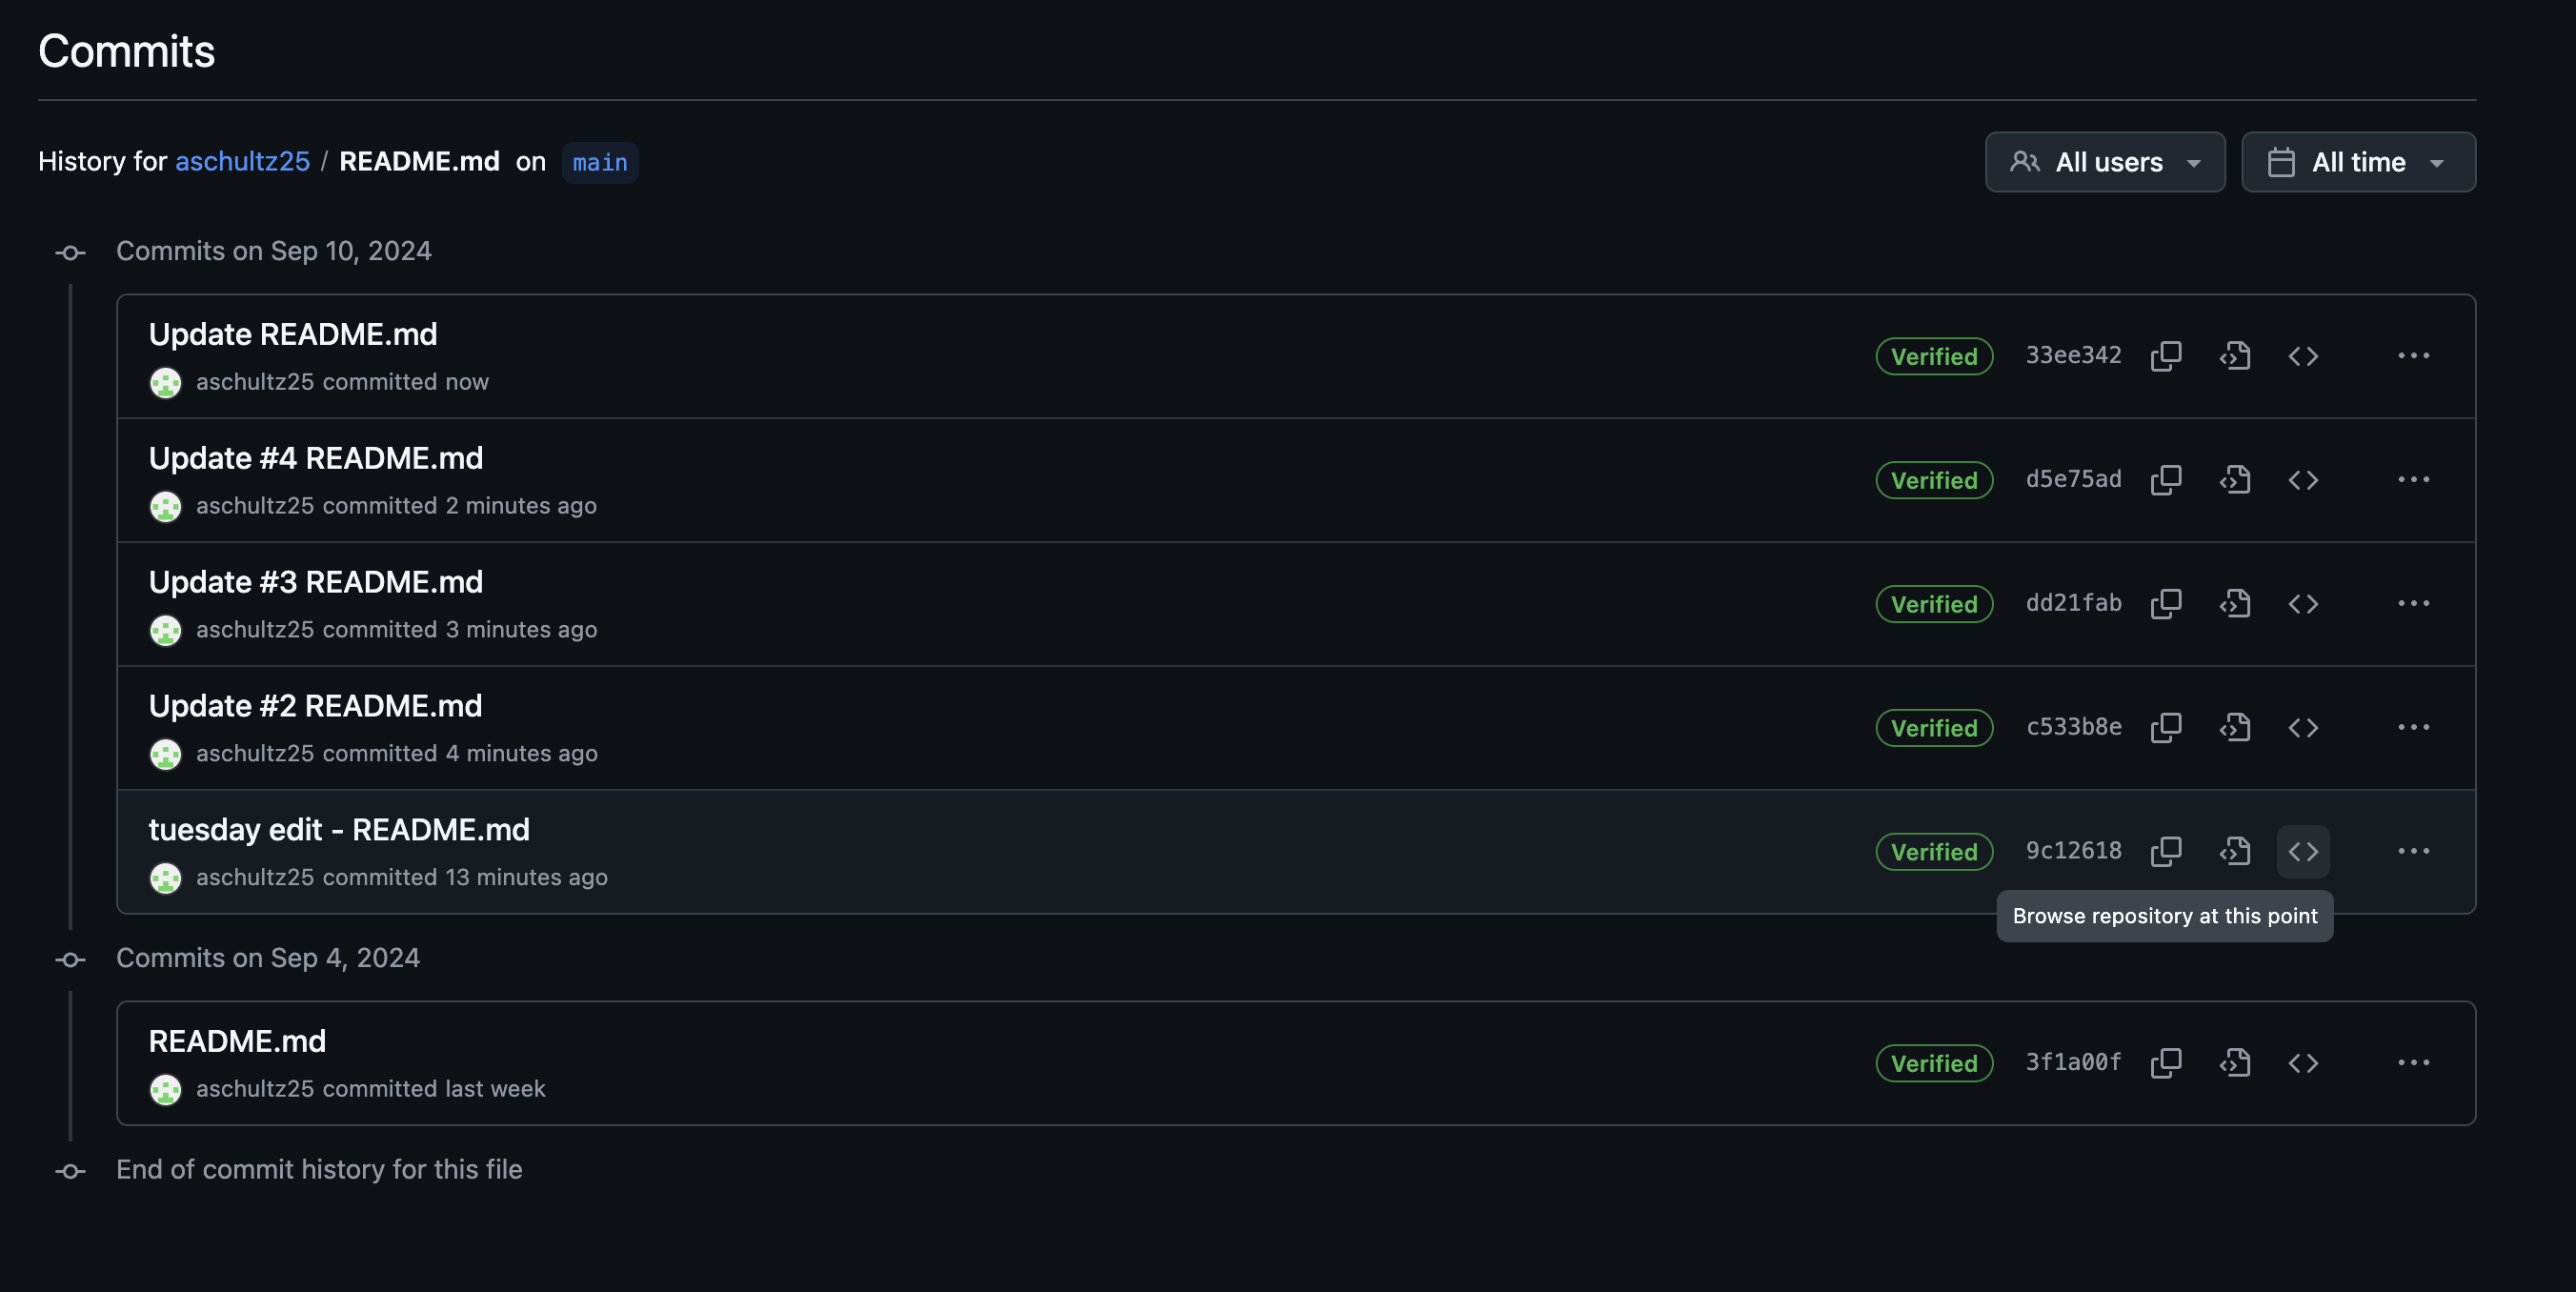 Commits
History for aschultz25 / README.md on main
All users
All time
Commits on Sep 10, 2024
Update README.md
Verified 33ee342
aschultz25 committed now
Update #4 README.md
Verified d5e75ad
aschultz25 committed 2 minutes ago
Update #3 README.md
Verified dd21fab
aschultz25 committed 3 minutes ago
Update #2 README.md
Verified c533b8e
aschultz25 committed 4 minutes ago
tuesday edit - README.md
Verified 9c12618
aschultz25 committed 13 minutes ago
Browse repository at this point
Commits on Sep 4, 2024
README.md
Verified 3f1a00f
aschultz25 committed last week
End of commit history for this file